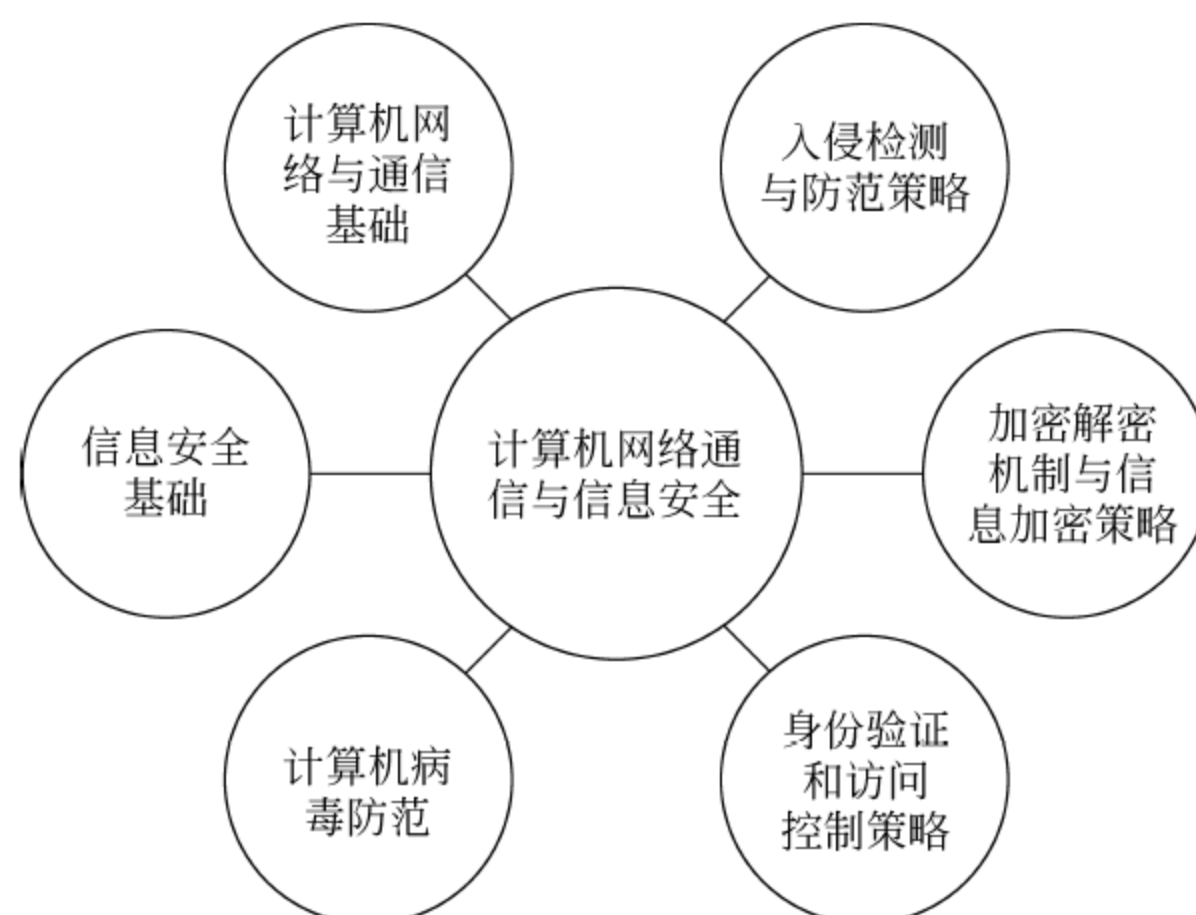 计算机网
络与通信
基础
入侵检测
与防范策略
信息安全
基础
计算机网络通
信与信息安全
加密解密
机制与信
息加密策略
计算机病
毒防范
身份验证
和访问
控制策略